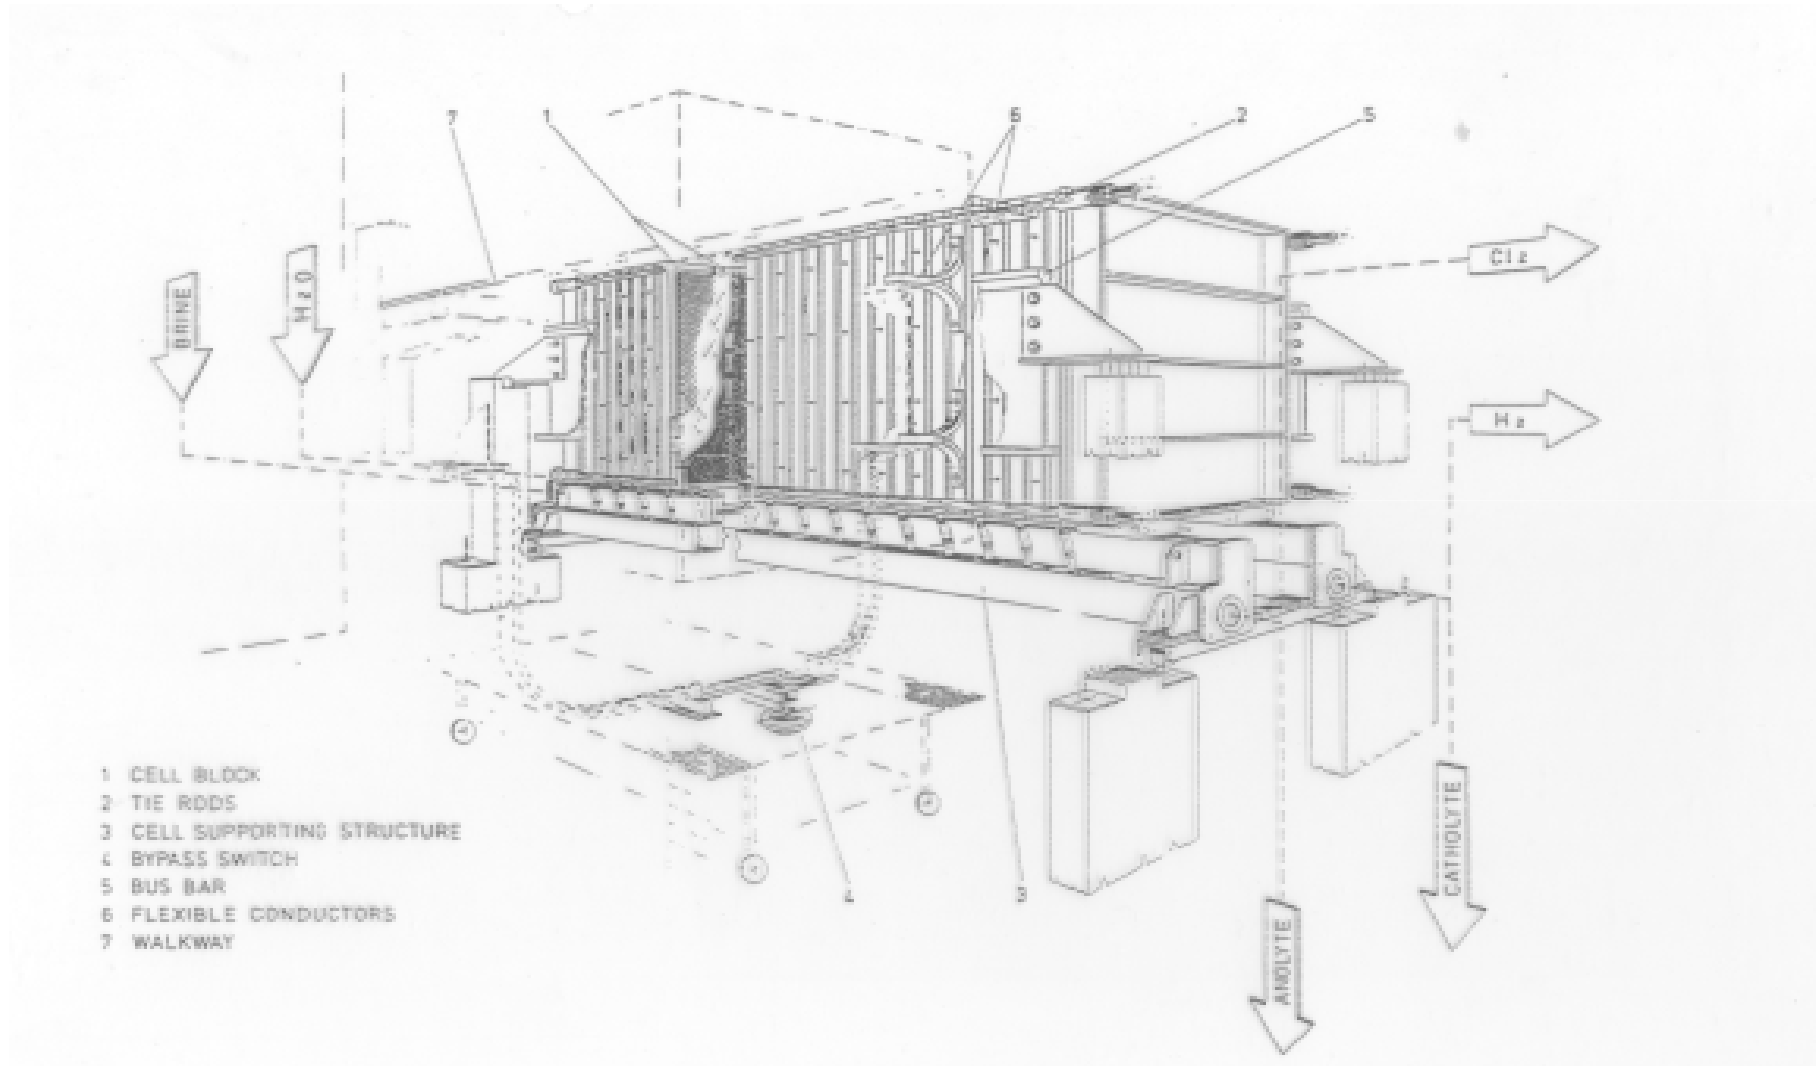 7 1 6 2 5
BRINE
H2O
Cl2
H2
1 CELL BLOCK
2 TIE RODS
3 CELL SUPPORTING STRUCTURE
4 BYPASS SWITCH
5 BUS BAR
6 FLEXIBLE CONDUCTORS
7 WALKWAY
4 3
CATHOLYTE
ANOLYTE